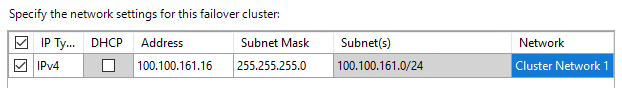 Specify the network settings for this failover cluster:
IP Ty... DHCP Address Subnet Mask Subnet(s) Network
IPv4 100.100.161.16 255.255.255.0 100.100.161.0/24 Cluster Network 1